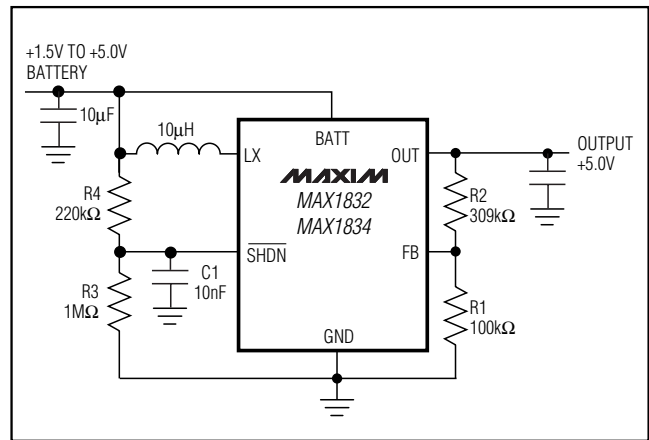 +1.5V TO +5.0V
BATTERY
10µF
10µH
BATT
LX
OUT
OUTPUT
+5.0V
MAXIM
MAX1832
MAX1834
R4
220kΩ
R2
309kΩ
SHDN
FB
C1
10nF
R3
1MΩ
R1
100kΩ
GND